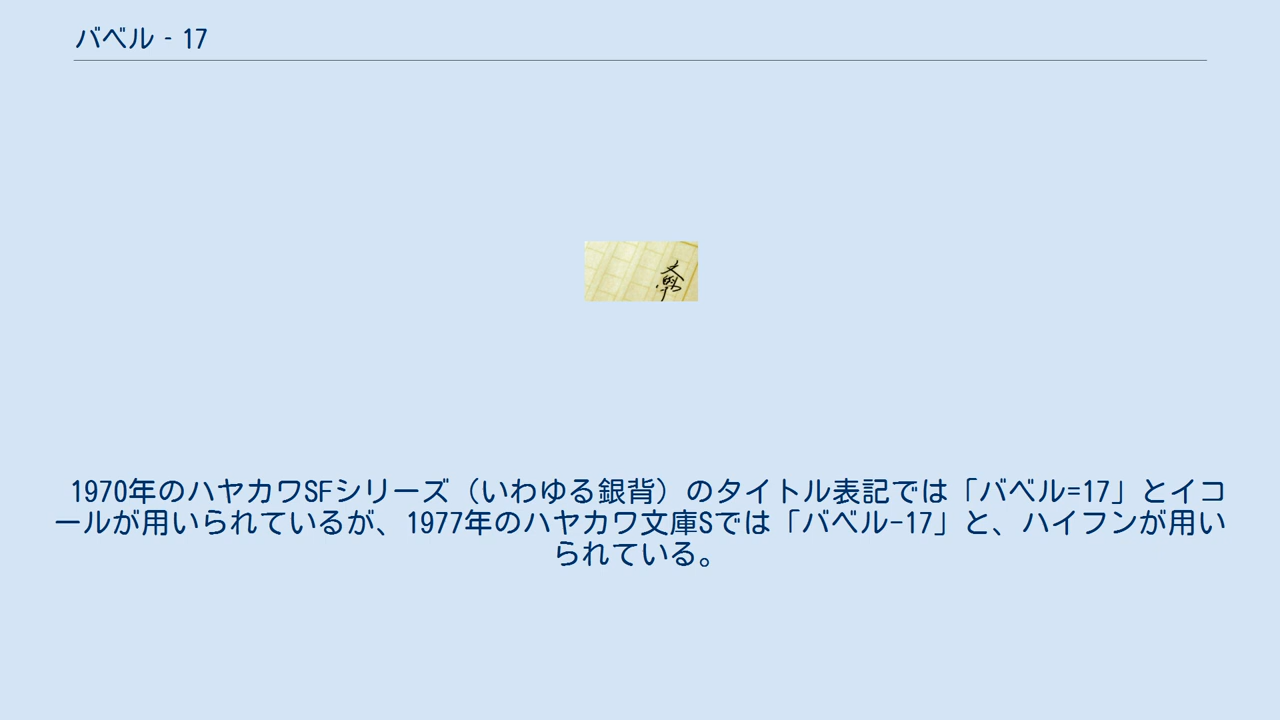 バベル - 17
1970年のハヤカワSFシリーズ（いわゆる銀背）のタイトル表記では「バベル=17」とイコ
ールが用いられているが、1977年のハヤカワ文庫Sでは「バベル-17」と、ハイフンが用い
られている。